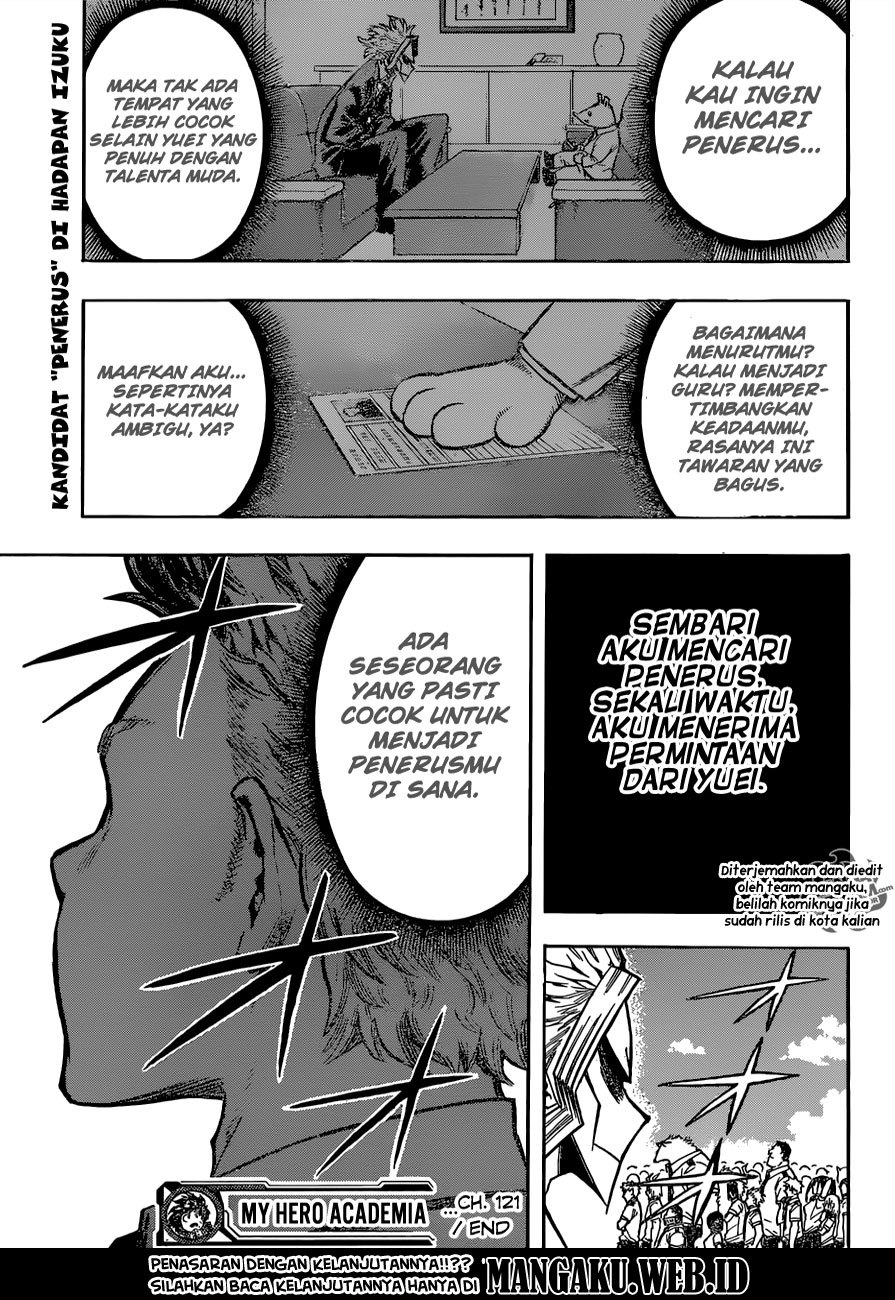 KALAU
KAU INGIN
MENCARI
PENERUS...
MAKA TAK ADA
TEMPAT YANG
LEBIH COCOK
SELAIN YUEI YANG
PENUH DENGAN
TALENTA MUDA.
KANDIDAT "PENERUS" DI HADAPAN IZUKU
BAGAIMANA
MENURUTMU?
KALAU MENJADI
GURU? MEMPER-
TIMBANGKAN
KEADAANMU,
RASANYA INI
TAWARAN YANG
BAGUS.
MAAFKAN AKU...
SEPERTINYA
KATA-KATAKU
AMBIGU, YA?
SEMBARI
AKU MENCARI
PENERUS,
SEKALI WAKTU,
AKU MENERIMA
PERMINTAAN
DARI YUEI.
ADA
SESEORANG
YANG PASTI
COCOK UNTUK
MENJADI
PENERUSMU
DI SANA.
Diterjemahkan dan diedit
oleh team mangaku,
belilah komiknya jika
sudah rilis di kota kalian
MY HERO ACADEMIA
...CH. 121
/ END
PENASARAN DENGAN KELANJUTANNYA!!??
SILAHKAN BACA KELANJUTANNYA HANYA DI MANGAKU.WEB.ID